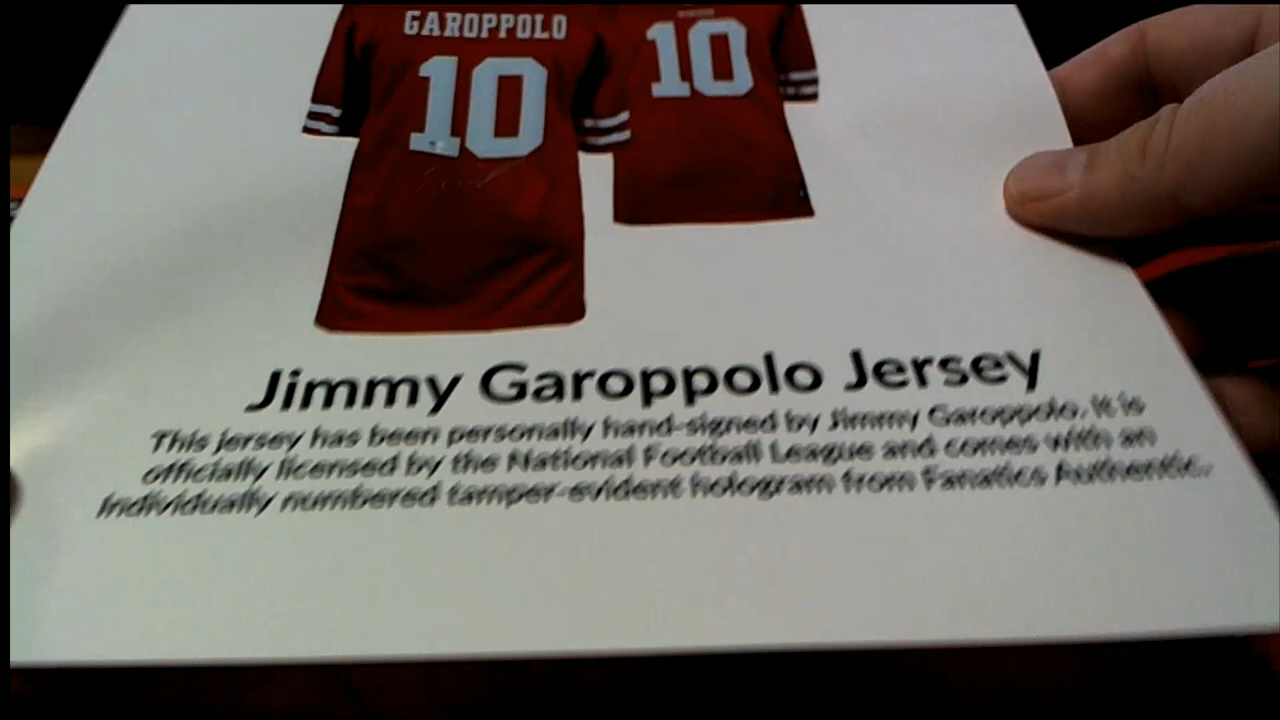 GAROPPOLO
10
10
Jimmy Garoppolo Jersey
This jersey has been personally hand-signed by Jimmy Garoppolo. It is
officially licensed by the National Football League and comes with an
individually numbered tamper-evident hologram from Fanatics Authentic.